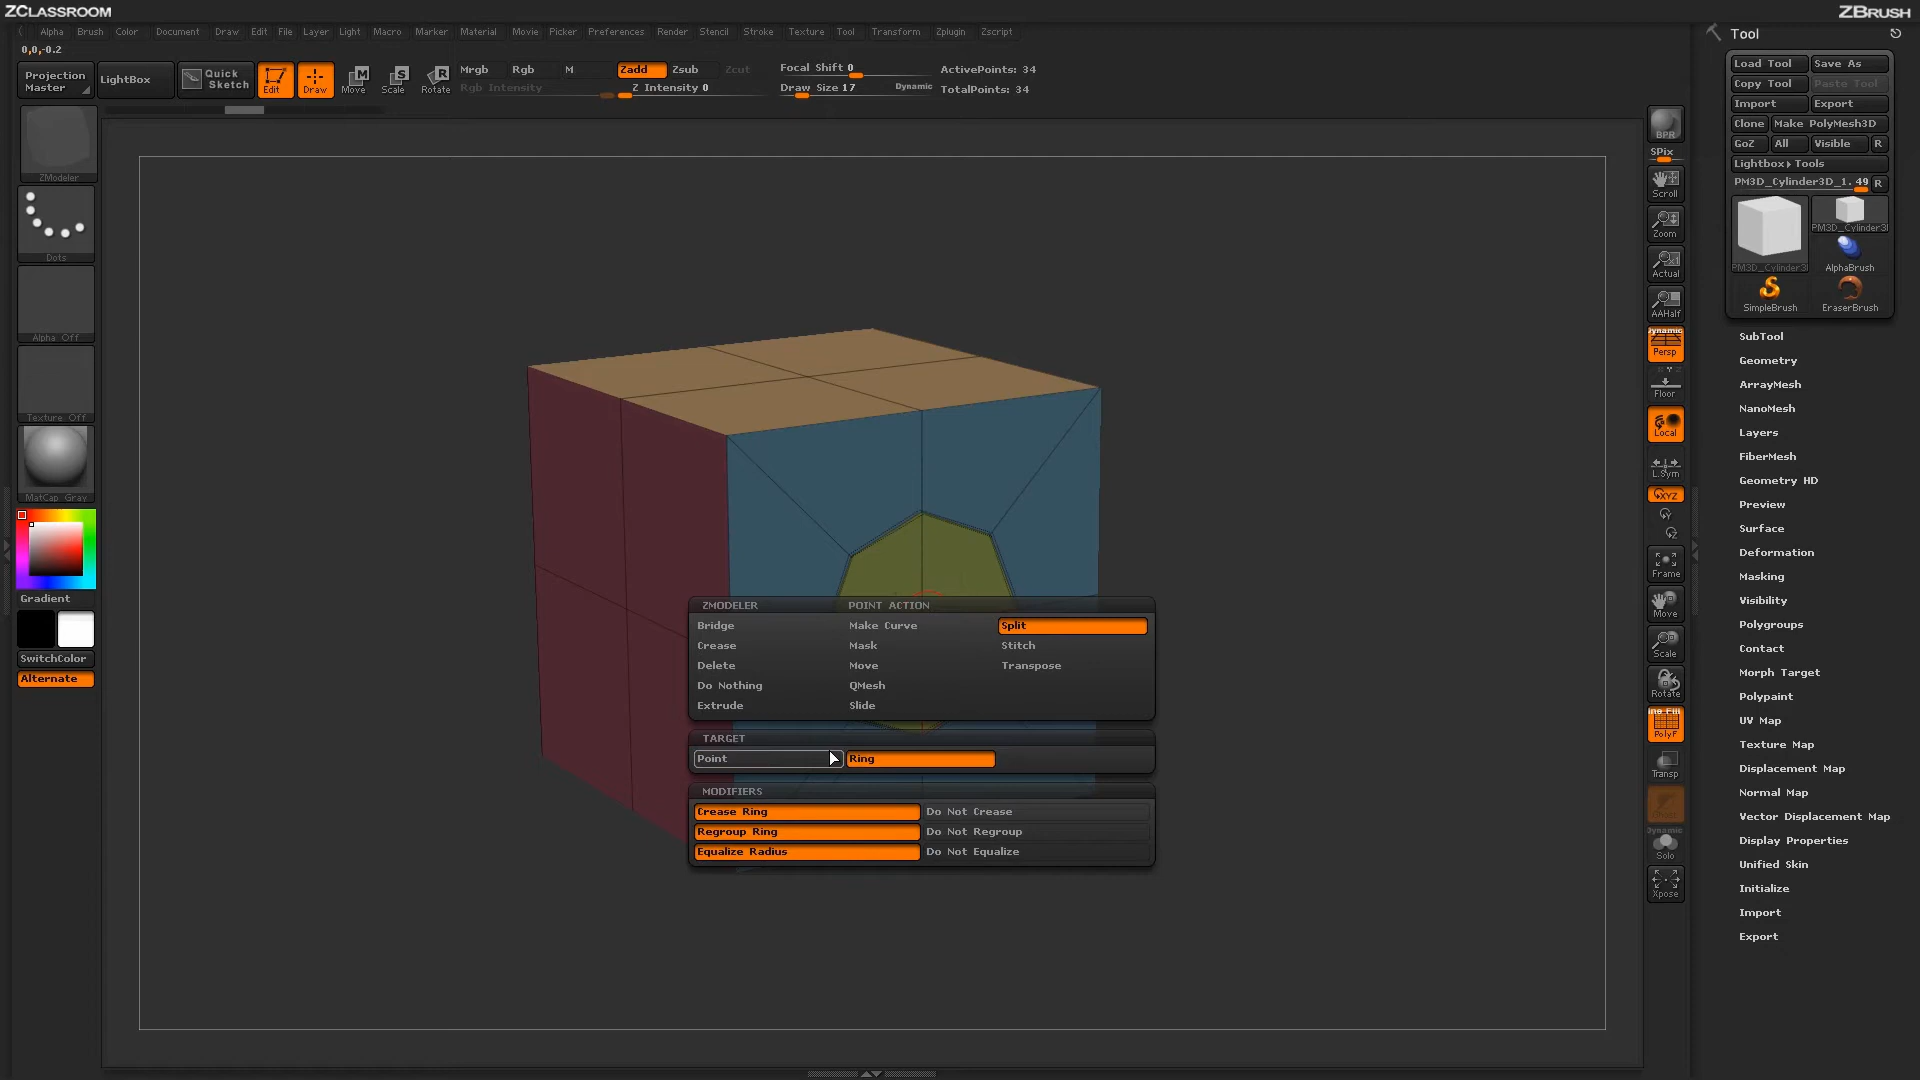 ZCLASSROOM
ZBRUSH
Alpha Brush Color Document Draw Edit File Layer Light Macro Marker Material Movie Picker Preferences Render Stencil Stroke Texture Tool Transform Zplugin Zscript
0,0,-0.2
Projection Master
LightBox
Quick Sketch
Edit
Draw
Move
Scale
Rotate
Mrgb Rgb M
Rgb Intensity
Zadd Zsub Zcut
Z Intensity 0
Focal Shift 0
Draw Size 17
Dynamic
ActivePoints: 34
TotalPoints: 34
ZModeler
Dots
Alpha Off
Texture Off
MatCap Gray
Gradient
SwitchColor
Alternate
ZMODELER POINT ACTION
Bridge Make Curve Split
Crease Mask Stitch
Delete Move Transpose
Do Nothing QMesh
Extrude Slide
TARGET
Point Ring
MODIFIERS
Crease Ring Do Not Crease
Regroup Ring Do Not Regroup
Equalize Radius Do Not Equalize
BPR
SPix
Scroll
Zoom
Actual
AAHalf
Dynamic
Persp
Floor
Local
L.Sym
XYZ
Y
Z
Frame
Move
Scale
Rotate
PolyF
Transp
Dynamic
Solo
Xpose
Tool
Load Tool Save As
Copy Tool Paste Tool
Import Export
Clone Make PolyMesh3D
GoZ All Visible R
Lightbox▸Tools
PM3D_Cylinder3D_1. 49 R
PM3D_Cylinder3
PM3D_Cylinder3
AlphaBrush
SimpleBrush
EraserBrush
SubTool
Geometry
ArrayMesh
NanoMesh
Layers
FiberMesh
Geometry HD
Preview
Surface
Deformation
Masking
Visibility
Polygroups
Contact
Morph Target
Polypaint
UV Map
Texture Map
Displacement Map
Normal Map
Vector Displacement Map
Display Properties
Unified Skin
Initialize
Import
Export